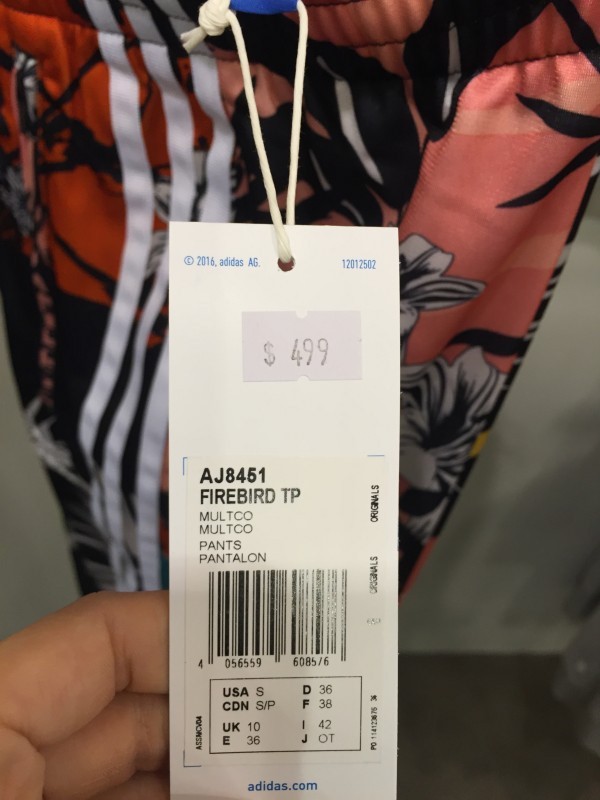 © 2016, adidas AG.
12012502
$ 499
AJ8451
FIREBIRD TP
MULTCO
MULTCO
PANTS
PANTALON
ORIGINALS
ORIGINALS
4 056559 608576
USA S D 36
CDN S/P F 38
UK 10 I 42
E 36 J OT
adidas.com